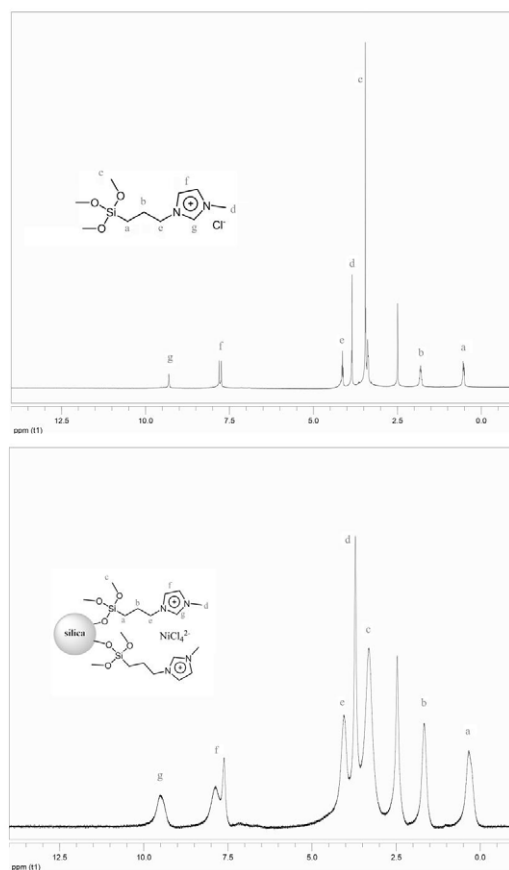 c
c
f
b
O
O
Si
O
N
+
N
d
a
e
g
Cl-
d
e
f
b
a
g
12.5 10.0 7.5 5.0 2.5 0.0
ppm (t1)
d
c
b
f
O
O
Si
N
+
N
d
O
a
e
g
silica
NiCl₄²⁻
O
O
Si
O
N
+
N
c
e
b
f
a
g
12.5 10.0 7.5 5.0 2.5 0.0
ppm (t1)